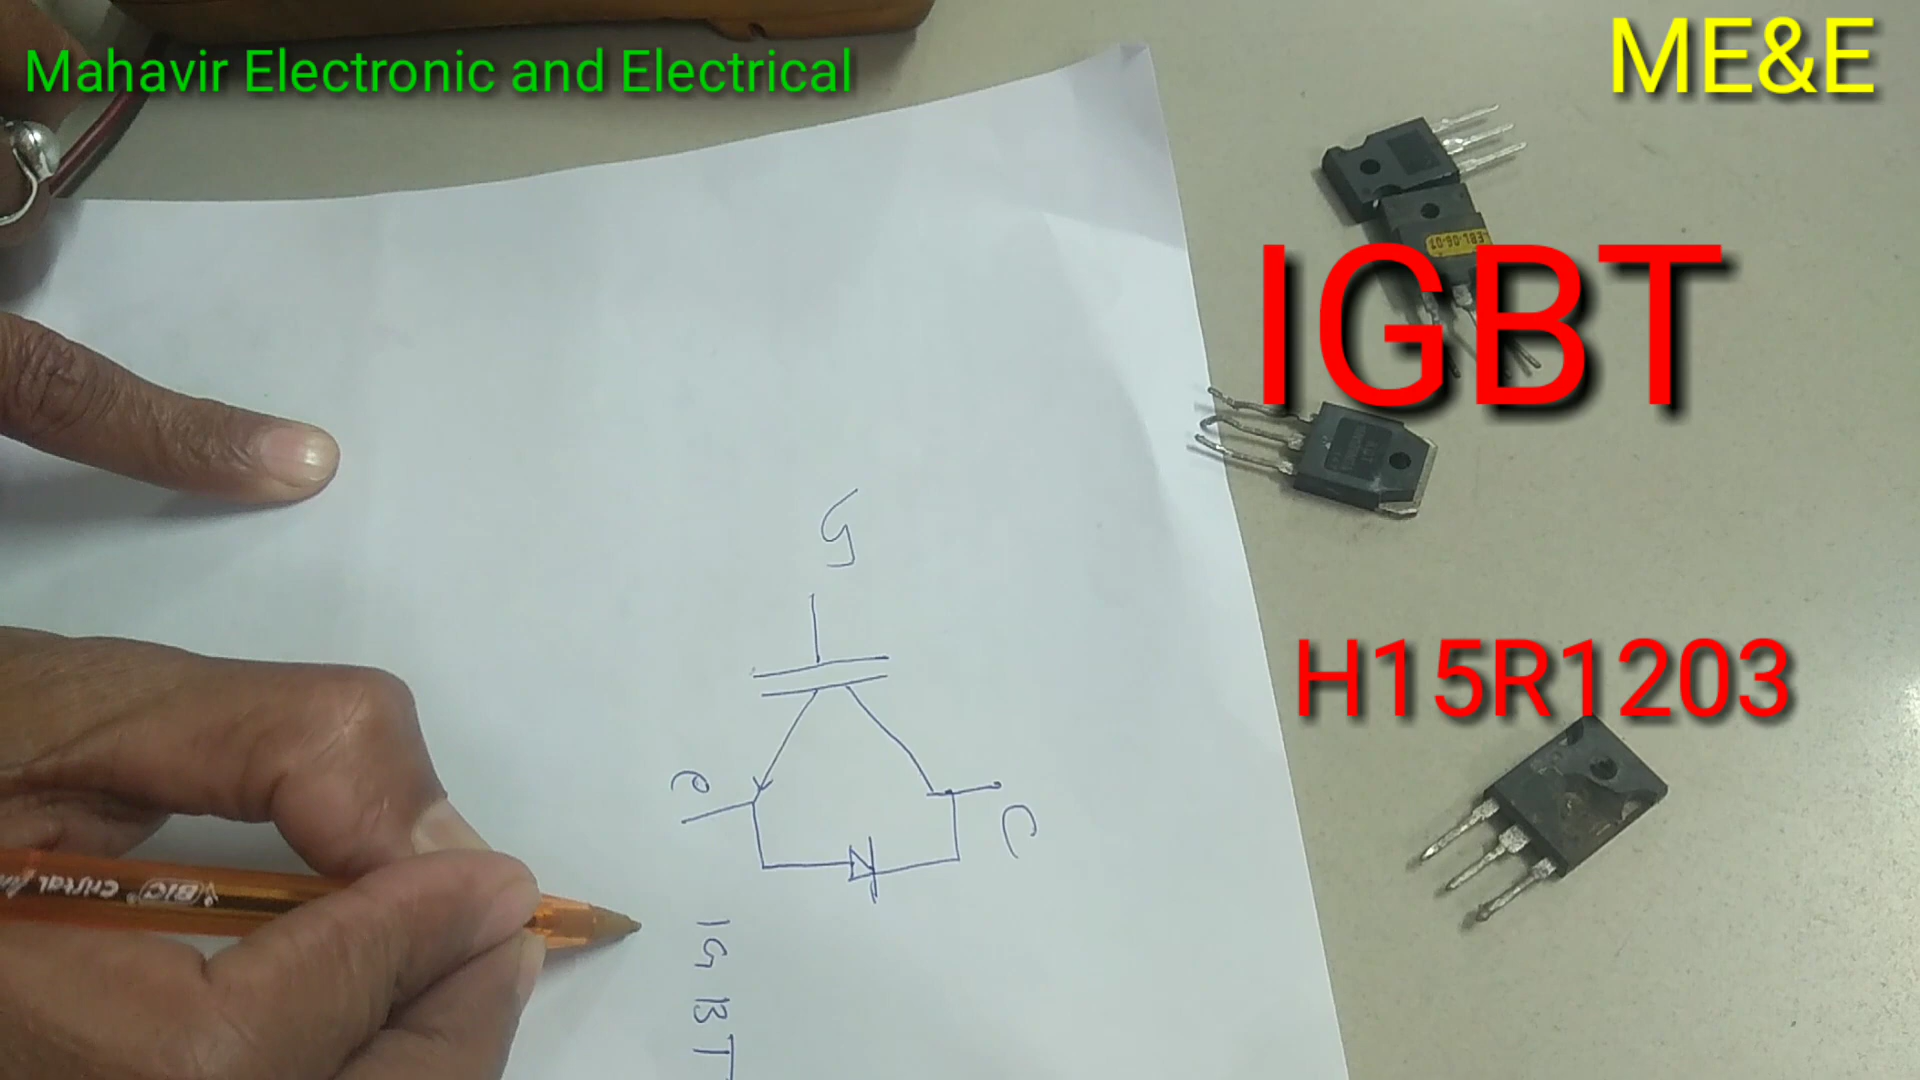 Mahavir Electronic and Electrical
ME&E
IGBT
H15R1203
G
e
C
IGBT
BIC Cristal